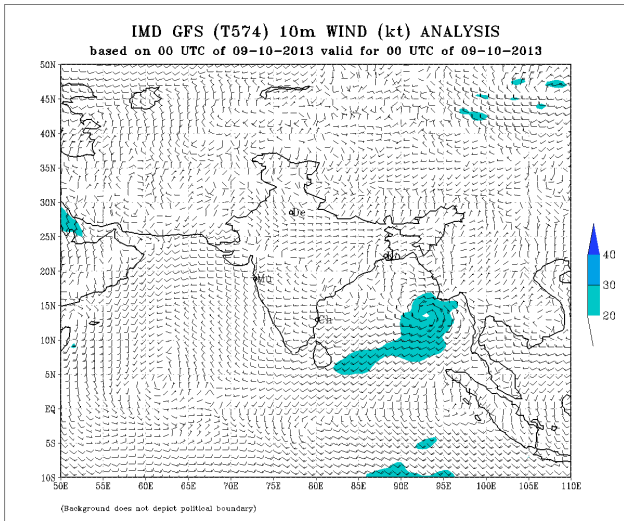 IMD GFS (T574) 10m WIND (kt) ANALYSIS
based on 00 UTC of 09-10-2013 valid for 00 UTC of 09-10-2013
50N
45N
40N
35N
30N
25N
20N
15N
10N
5N
EQ
5S
10S
De
MU
Ch
40
30
20
50E 55E 60E 65E 70E 75E 80E 85E 90E 95E 100E 105E 110E
(Background does not depict political boundary)